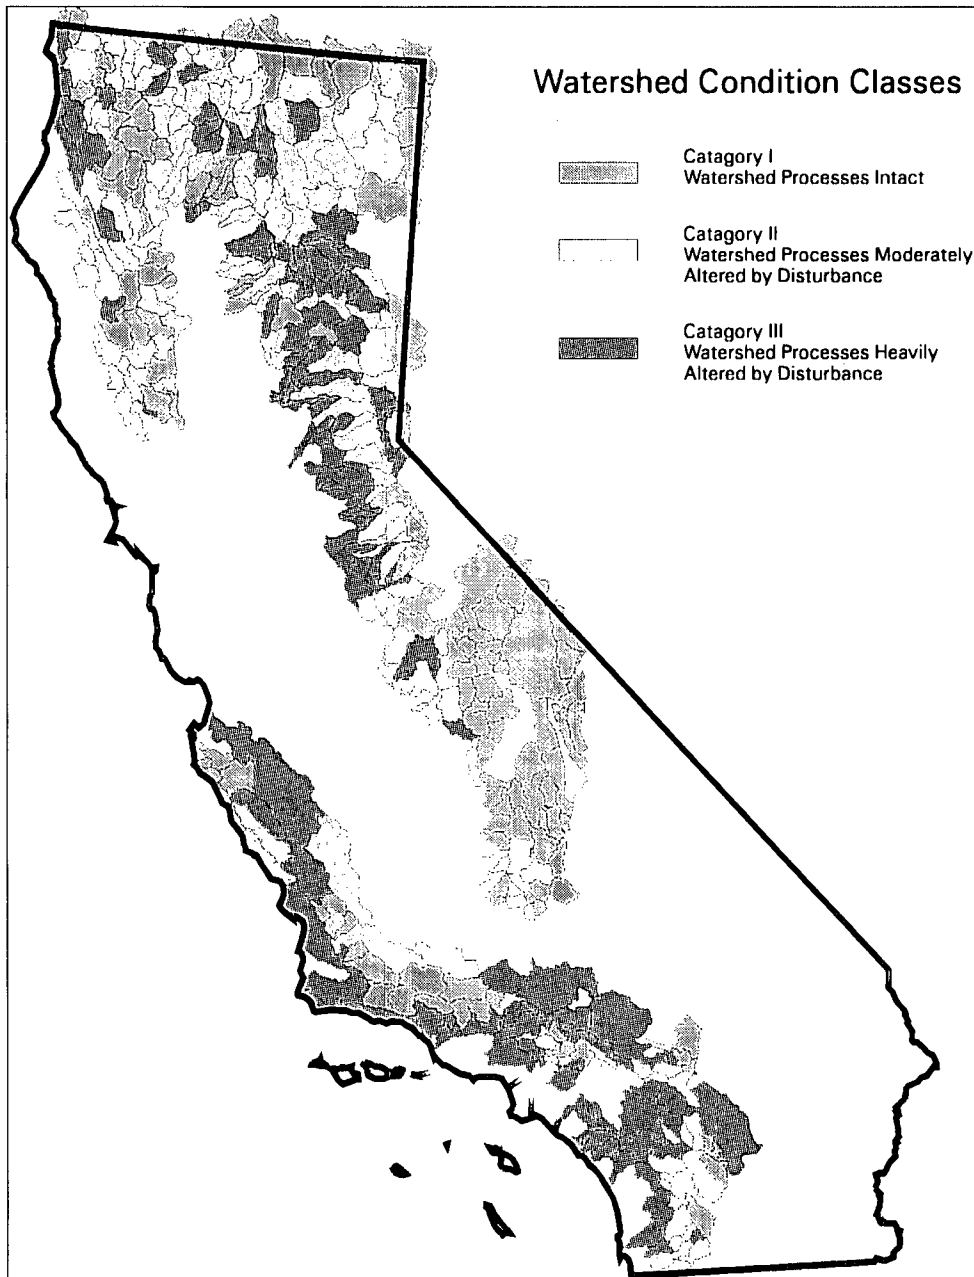 Watershed Condition Classes
Catagory I
Watershed Processes Intact
Catagory II
Watershed Processes Moderately
Altered by Disturbance
Catagory III
Watershed Processes Heavily
Altered by Disturbance